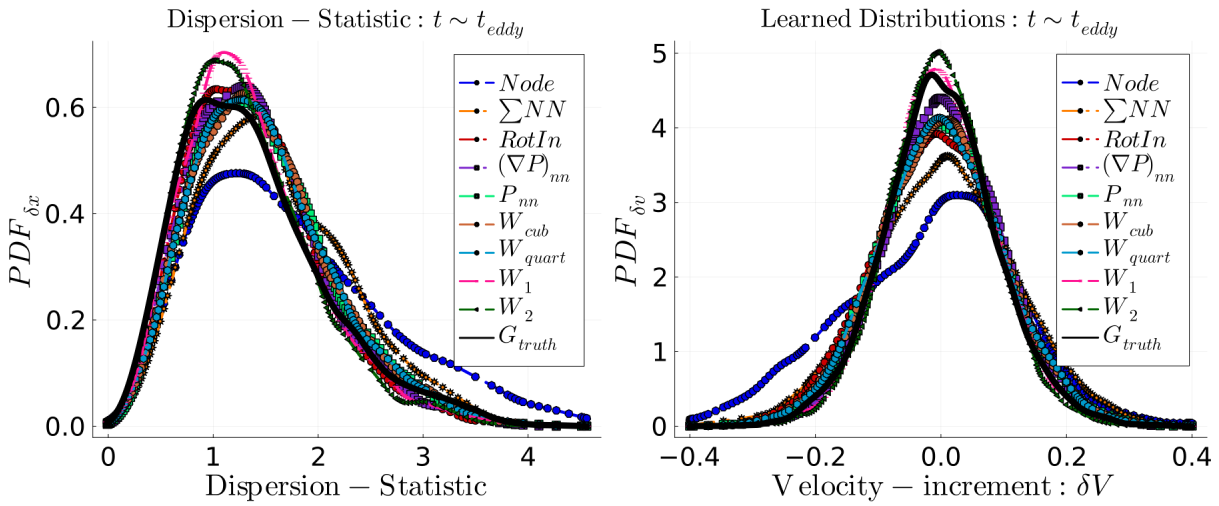 Dispersion − Statistic : t ∼ t_eddy
PDF_δx
0.6
0.4
0.2
0.0
0 1 2 3 4
Dispersion − Statistic
Node
∑NN
RotIn
(∇P)_nn
P_nn
W_cub
W_quart
W_1
W_2
G_truth
Learned Distributions : t ∼ t_eddy
PDF_δv
5
4
3
2
1
0
−0.4 −0.2 0.0 0.2 0.4
Velocity − increment : δV
Node
∑NN
RotIn
(∇P)_nn
P_nn
W_cub
W_quart
W_1
W_2
G_truth